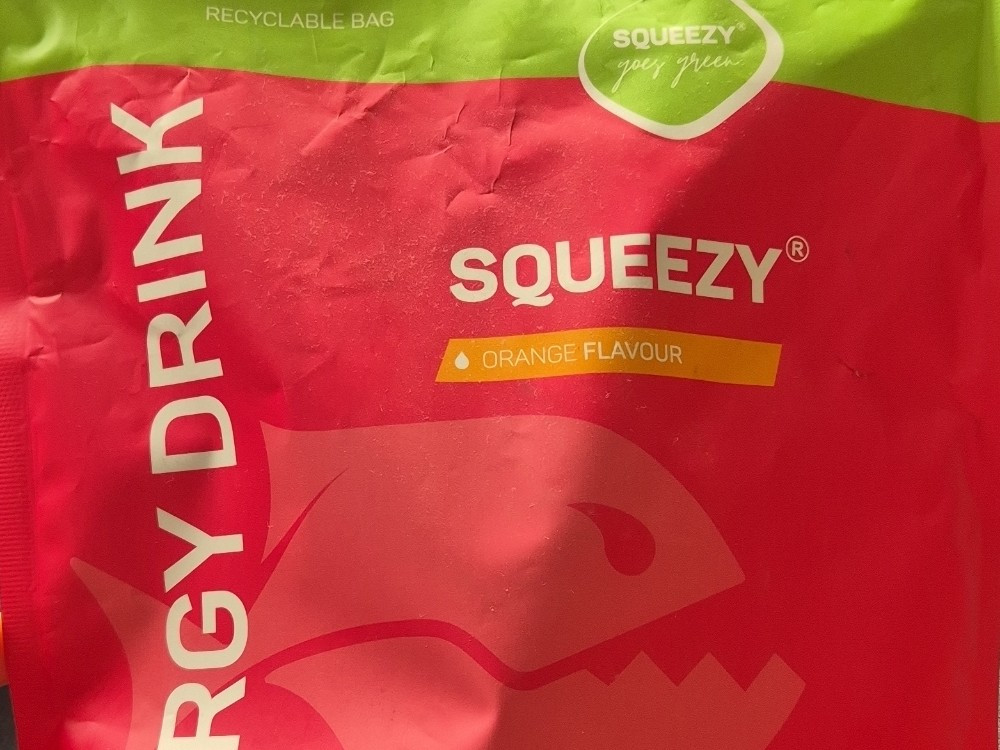 RECYCLABLE BAG
SQUEEZY®
goes green
SQUEEZY®
ORANGE FLAVOUR
RGY DRINK